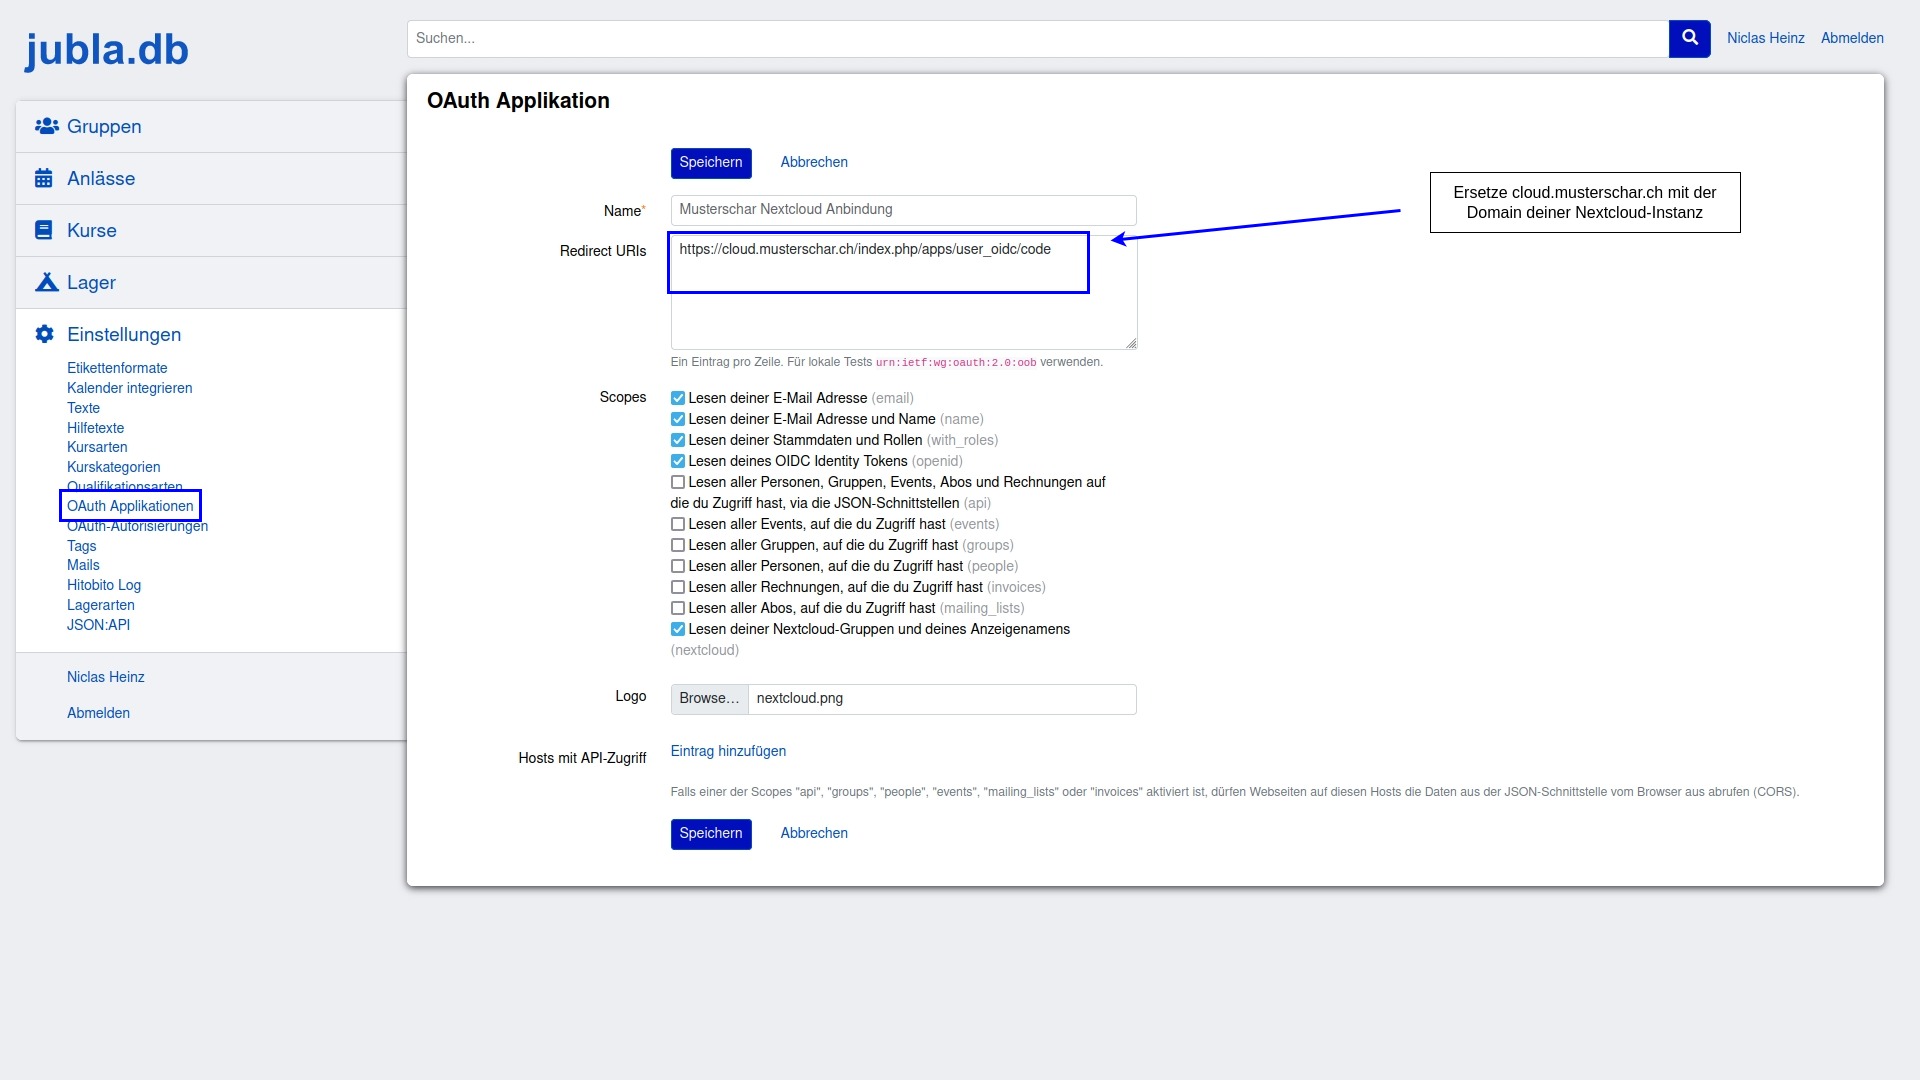 jubla.db
Suchen...
Niclas Heinz
Abmelden
Gruppen
Anlässe
Kurse
Lager
Einstellungen
Etikettenformate
Kalender integrieren
Texte
Hilfetexte
Kursarten
Kurskategorien
Qualifikationsarten
OAuth Applikationen
OAuth-Autorisierungen
Tags
Mails
Hitobito Log
Lagerarten
JSON:API
Niclas Heinz
Abmelden
OAuth Applikation
Speichern
Abbrechen
Name*
Musterschar Nextcloud Anbindung
Redirect URIs
https://cloud.musterschar.ch/index.php/apps/user_oidc/code
Ersetze cloud.musterschar.ch mit der
Domain deiner Nextcloud-Instanz
Ein Eintrag pro Zeile. Für lokale Tests urn:ietf:wg:oauth:2.0:oob verwenden.
Scopes
Lesen deiner E-Mail Adresse (email)
Lesen deiner E-Mail Adresse und Name (name)
Lesen deiner Stammdaten und Rollen (with_roles)
Lesen deines OIDC Identity Tokens (openid)
Lesen aller Personen, Gruppen, Events, Abos und Rechnungen auf
die du Zugriff hast, via die JSON-Schnittstellen (api)
Lesen aller Events, auf die du Zugriff hast (events)
Lesen aller Gruppen, auf die du Zugriff hast (groups)
Lesen aller Personen, auf die du Zugriff hast (people)
Lesen aller Rechnungen, auf die du Zugriff hast (invoices)
Lesen aller Abos, auf die du Zugriff hast (mailing_lists)
Lesen deiner Nextcloud-Gruppen und deines Anzeigenamens
(nextcloud)
Logo
Browse... nextcloud.png
Hosts mit API-Zugriff
Eintrag hinzufügen
Falls einer der Scopes "api", "groups", "people", "events", "mailing_lists" oder "invoices" aktiviert ist, dürfen Webseiten auf diesen Hosts die Daten aus der JSON-Schnittstelle vom Browser aus abrufen (CORS).
Speichern
Abbrechen